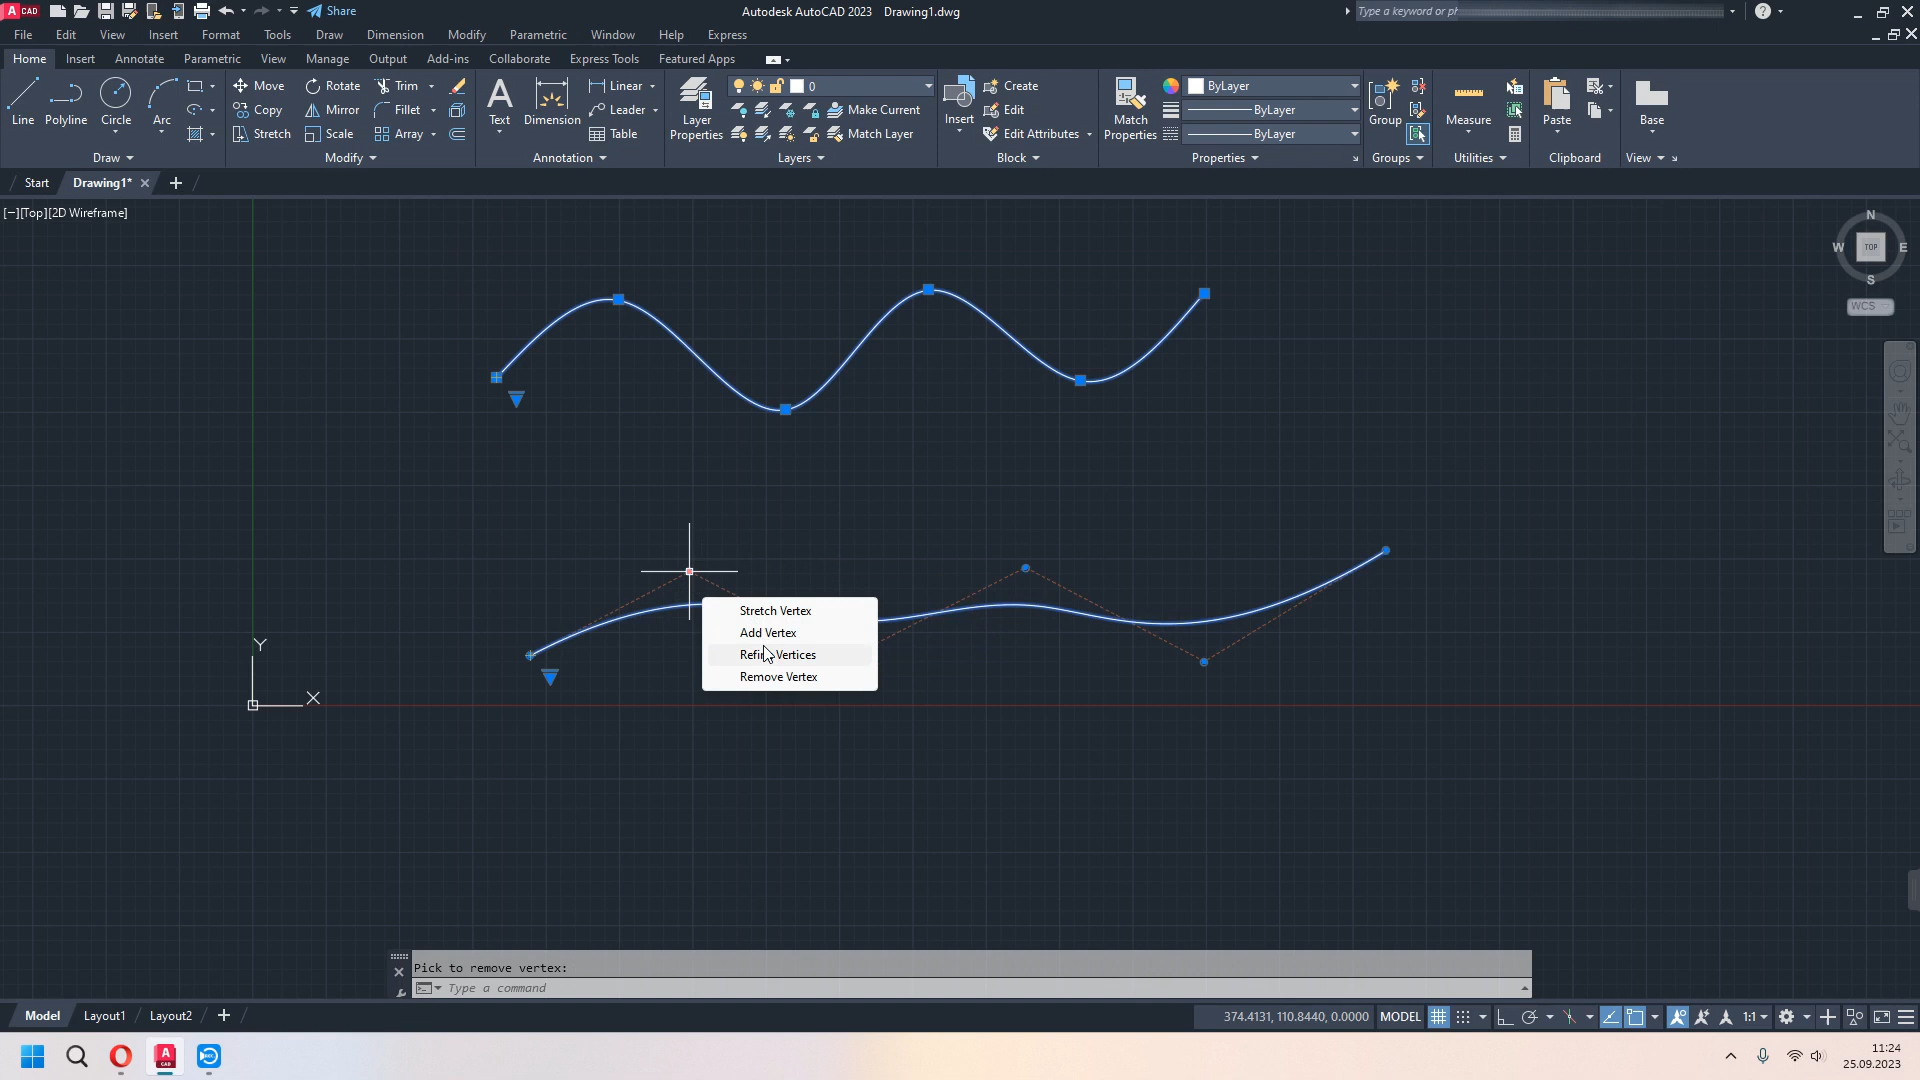 A CAD Share Autodesk AutoCAD 2023 Drawing1.dwg Type a keyword or ph
File Edit View Insert Format Tools Draw Dimension Modify Parametric Window Help Express
Home Insert Annotate Parametric View Manage Output Add-ins Collaborate Express Tools Featured Apps
Line Polyline Circle Arc
Draw
Move Rotate Trim
Copy Mirror Fillet
Stretch Scale Array
Modify
Text Dimension
Linear
Leader
Table
Annotation
Layer Properties
0
Make Current
Match Layer
Layers
Insert
Create
Edit
Edit Attributes
Block
Match Properties
ByLayer
ByLayer
ByLayer
Properties
Group
Groups
Measure
Utilities
Paste
Clipboard
Base
View
Start Drawing1* +
[−][Top][2D Wireframe]
N
W TOP E
S
WCS
Stretch Vertex
Add Vertex
Vertices
Remove Vertex
Y
X
Pick to remove vertex:
Type a command
Model Layout1 Layout2 + 374.4131, 110.8440, 0.0000 MODEL 1:1
A CAD
11:24
25.09.2023